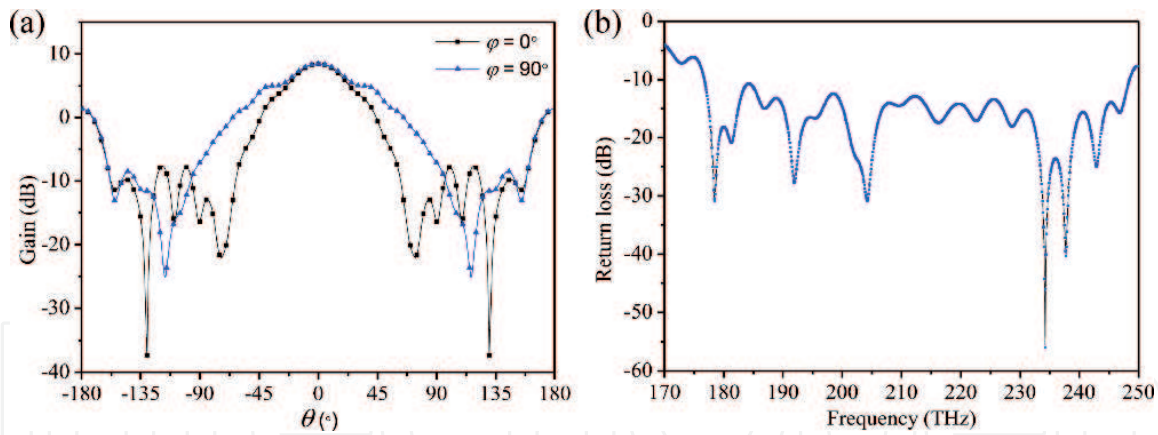 (a)
10
0
-10
-20
-30
-40
Gain (dB)
φ = 0°
φ = 90°
-180 -135 -90 -45 0 45 90 135 180
θ (°)
(b)
0
-10
-20
-30
-40
-50
-60
Return loss (dB)
170 180 190 200 210 220 230 240 250
Frequency (THz)